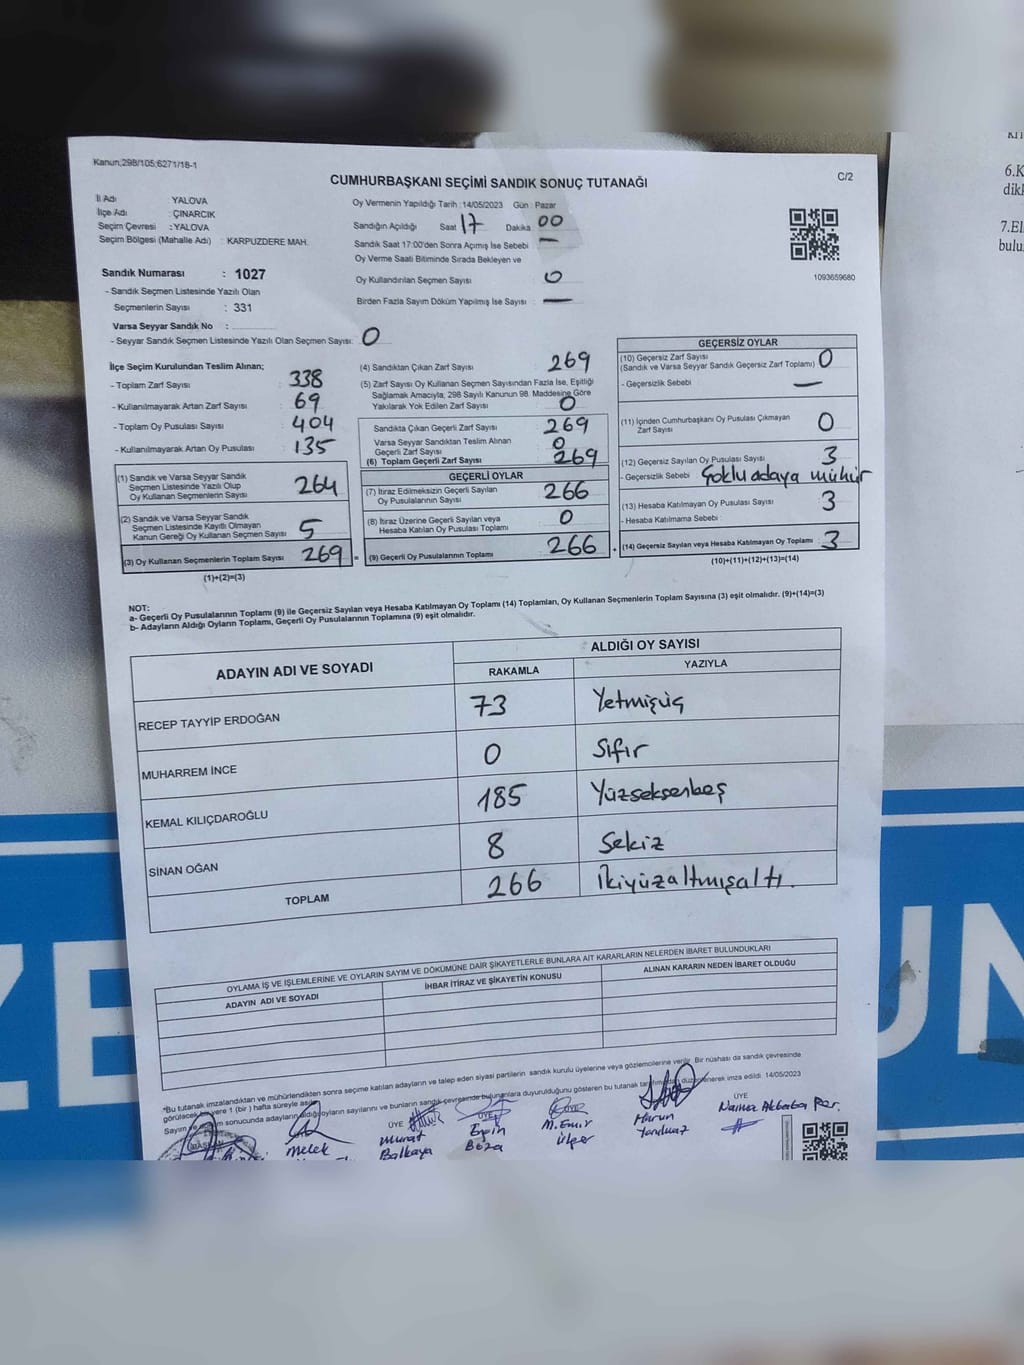 Kanun;298/105;6271/18-1
C/2
CUMHURBAŞKANI SEÇİMİ SANDIK SONUÇ TUTANAĞI
İl Adı : YALOVA
İlçe Adı : ÇINARCIK
Seçim Çevresi : YALOVA
Seçim Bölgesi (Mahalle Adı) : KARPUZDERE MAH.
Sandık Numarası : 1027
- Sandık Seçmen Listesinde Yazılı Olan
Seçmenlerin Sayısı : 331
Varsa Seyyar Sandık No :
- Seyyar Sandık Seçmen Listesinde Yazılı Olan Seçmen Sayısı: 0
Oy Vermenin Yapıldığı Tarih :14/05/2023 Gün : Pazar
Sandığın Açıldığı Saat 17 Dakika 00
Sandık Saat 17:00'den Sonra Açımış İse Sebebi —
Oy Verme Saati Bitiminde Sırada Bekleyen ve
Oy Kullandırılan Seçmen Sayısı : 0
Birden Fazla Sayım Döküm Yapılmış İse Sayısı : —
1093659680
İlçe Seçim Kurulundan Teslim Alınan;
- Toplam Zarf Sayısı : 338
- Kullanılmayarak Artan Zarf Sayısı : 69
- Toplam Oy Pusulası Sayısı : 404
- Kullanılmayarak Artan Oy Pusulası : 135
(1) Sandık ve Varsa Seyyar Sandık
Seçmen Listesinde Yazılı Olup
Oy Kullanan Seçmenlerin Sayısı 264
(2) Sandık ve Varsa Seyyar Sandık
Seçmen Listesinde Kayıtlı Olmayan
Kanun Gereği Oy Kullanan Seçmen Sayısı 5
(3) Oy Kullanan Seçmenlerin Toplam Sayısı 269 =
(1)+(2)=(3)
(4) Sandıktan Çıkan Zarf Sayısı 269
(5) Zarf Sayısı Oy Kullanan Seçmen Sayısından Fazla İse, Eşitliği
Sağlamak Amacıyla, 298 Sayılı Kanunun 98. Maddesine Göre
Yakılarak Yok Edilen Zarf Sayısı 0
Sandıkta Çıkan Geçerli Zarf Sayısı 269
Varsa Seyyar Sandıktan Teslim Alınan
Geçerli Zarf Sayısı 0
(6) Toplam Geçerli Zarf Sayısı 269
GEÇERLİ OYLAR
(7) İtiraz Edilmeksizin Geçerli Sayılan
Oy Pusulalarının Sayısı 266
(8) İtiraz Üzerine Geçerli Sayılan veya
Hesaba Katılan Oy Pusulası Toplamı 0
(9) Geçerli Oy Pusulalarının Toplamı 266
GEÇERSİZ OYLAR
(10) Geçersiz Zarf Sayısı
(Sandık ve Varsa Seyyar Sandık Geçersiz Zarf Toplamı) 0
- Geçersizlik Sebebi —
(11) İçinden Cumhurbaşkanı Oy Pusulası Çıkmayan
Zarf Sayısı 0
(12) Geçersiz Sayılan Oy Pusulası Sayısı 3
- Geçersizlik Sebebi : Çoklu adaya mühür
(13) Hesaba Katılmayan Oy Pusulası Sayısı 3
- Hesaba Katılmama Sebebi :
(14) Geçersiz Sayılan veya Hesaba Katılmayan Oy Toplamı 3
(10)+(11)+(12)+(13)=(14)
NOT:
a- Geçerli Oy Pusulalarının Toplamı (9) ile Geçersiz Sayılan veya Hesaba Katılmayan Oy Toplamı (14) Toplamları, Oy Kullanan Seçmenlerin Toplam Sayısına (3) eşit olmalıdır. (9)+(14)=(3)
b- Adayların Aldığı Oyların Toplamı, Geçerli Oy Pusulalarının Toplamına (9) eşit olmalıdır.
ADAYIN ADI VE SOYADI
ALDIĞI OY SAYISI
RAKAMLA YAZIYLA
RECEP TAYYİP ERDOĞAN 73 Yetmişüç
MUHARREM İNCE 0 Sıfır
KEMAL KILIÇDAROĞLU 185 Yüzseksenbeş
SİNAN OĞAN 8 Sekiz
TOPLAM 266 İkiyüzaltmışaltı.
OYLAMA İŞ VE İŞLEMLERİNE VE OYLARIN SAYIM VE DÖKÜMÜNE DAİR ŞİKAYETLERLE BUNLARA AİT KARARLARIN NELERDEN İBARET BULUNDUKLARI
ADAYIN ADI VE SOYADI
İHBAR İTİRAZ VE ŞİKAYETİN KONUSU
ALINAN KARARIN NEDEN İBARET OLDUĞU
*Bu tutanak imzalandıktan ve mühürlendikten sonra seçime katılan adayların ve talep eden siyasi partilerin sandık kurulu üyelerine veya gözlemcilerine verilir. Bir nüshası da sandık çevresinde
görülecek bir yere 1 (bir) hafta süreyle asılır.
Sayım sonucunda adayların aldığı oyların sayılarını ve bunların sandık çevresinde bulunanlara duyurulduğunu gösteren bu tutanak düzenlenerek imza edildi. 14/05/2023
Melek
ÜYE Murat Balkaya
ÜYE Ergin Boza
ÜYE M. Emir Ülger
Harun Yandımaz
ÜYE Naima Akbaba
6.K
dikk
7.El
bulu
ZE
UN